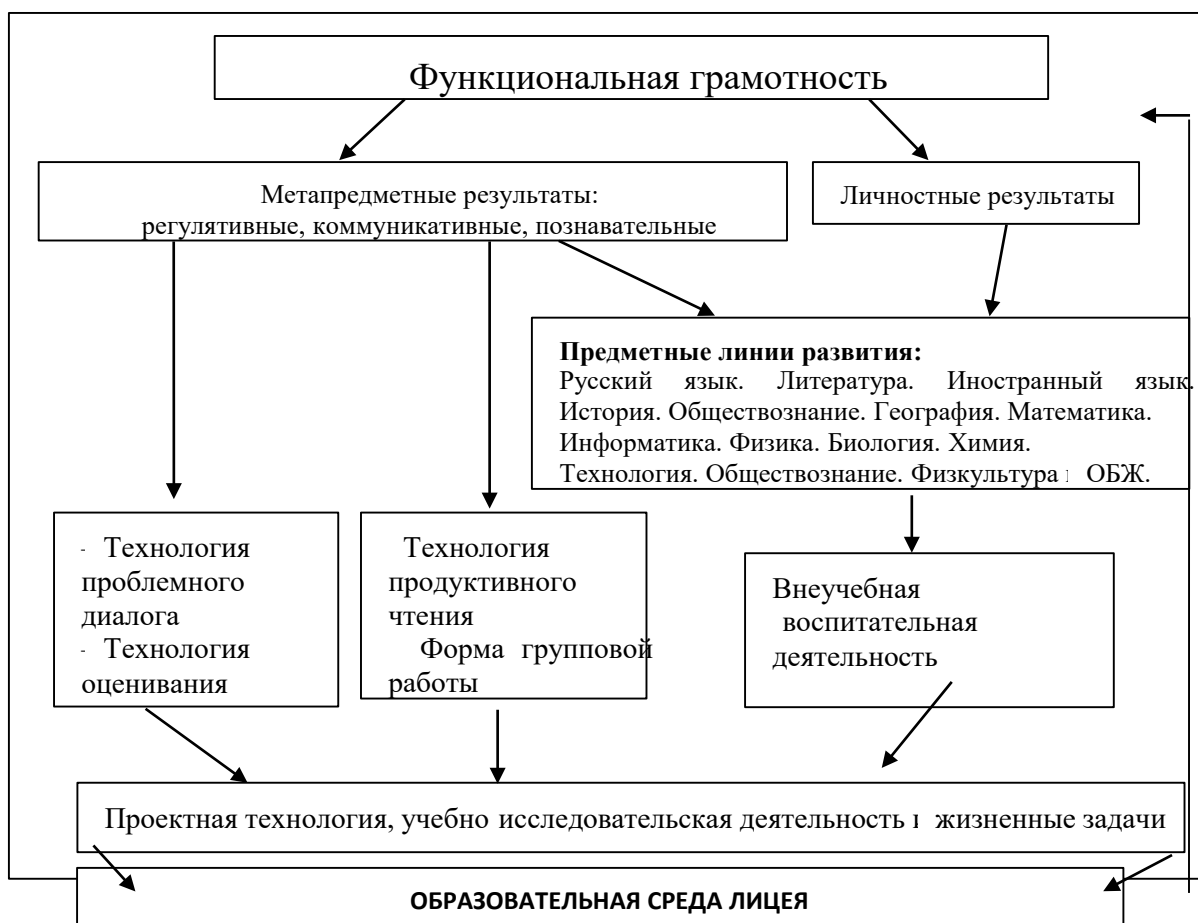 Функциональная грамотность
Метапредметные результаты:
регулятивные, коммуникативные, познавательные
Личностные результаты
Предметные линии развития:
Русский язык. Литература. Иностранный язык.
История. Обществознание. География. Математика.
Информатика. Физика. Биология. Химия.
Технология. Обществознание. Физкультура ОБЖ.
- Технология
проблемного
диалога
- Технология
оценивания
Технология
продуктивного
чтения
Форма групповой
работы
Внеучебная
воспитательная
деятельность
Проектная технология, учебно исследовательская деятельность жизненные задачи
ОБРАЗОВАТЕЛЬНАЯ СРЕДА ЛИЦЕЯ